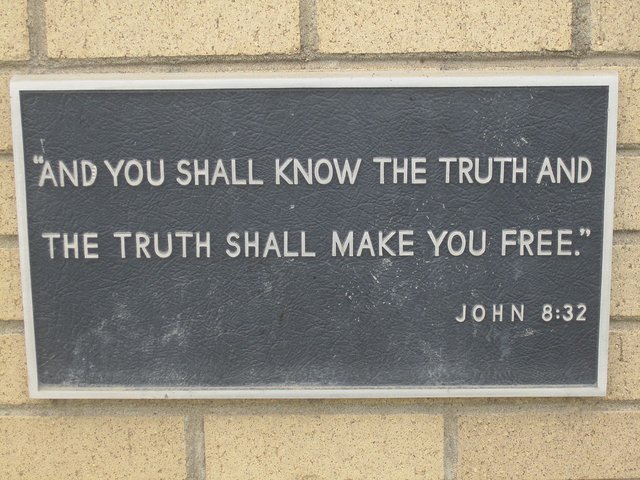 “AND YOU SHALL KNOW THE TRUTH AND
THE TRUTH SHALL MAKE YOU FREE.”
JOHN 8:32